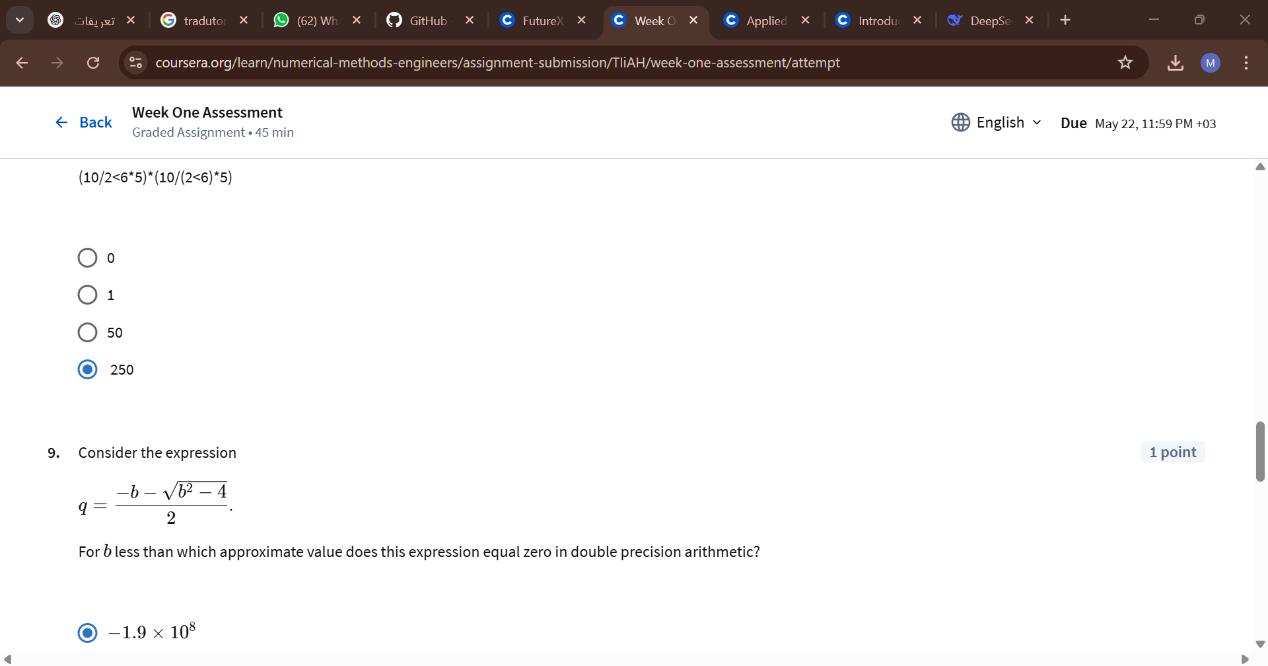 تعريفات
tradutor
(62) Wh
GitHub
FutureX
Week O
Applied
Introdu
DeepSe
coursera.org/learn/numerical-methods-engineers/assignment-submission/TliAH/week-one-assessment/attempt
M
Back
Week One Assessment
Graded Assignment • 45 min
English
Due May 22, 11:59 PM +03
(10/2<6*5)*(10/(2<6)*5)
0
1
50
250
9. Consider the expression
1 point
q = \frac{-b - \sqrt{b^2 - 4}}{2}.
For b less than which approximate value does this expression equal zero in double precision arithmetic?
−1.9 × 10⁸